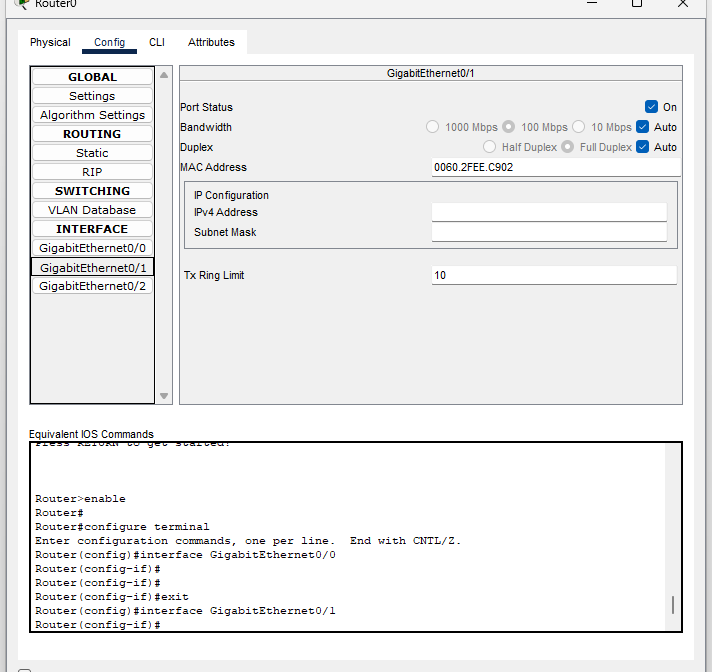 Router0
Physical Config CLI Attributes
GLOBAL
Settings
Algorithm Settings
ROUTING
Static
RIP
SWITCHING
VLAN Database
INTERFACE
GigabitEthernet0/0
GigabitEthernet0/1
GigabitEthernet0/2
GigabitEthernet0/1
Port Status On
Bandwidth 1000 Mbps 100 Mbps 10 Mbps Auto
Duplex Half Duplex Full Duplex Auto
MAC Address 0060.2FEE.C902
IP Configuration
IPv4 Address
Subnet Mask
Tx Ring Limit 10
Equivalent IOS Commands
Press RETURN to get started!
Router>enable
Router#
Router#configure terminal
Enter configuration commands, one per line.  End with CNTL/Z.
Router(config)#interface GigabitEthernet0/0
Router(config-if)#
Router(config-if)#
Router(config-if)#exit
Router(config)#interface GigabitEthernet0/1
Router(config-if)#